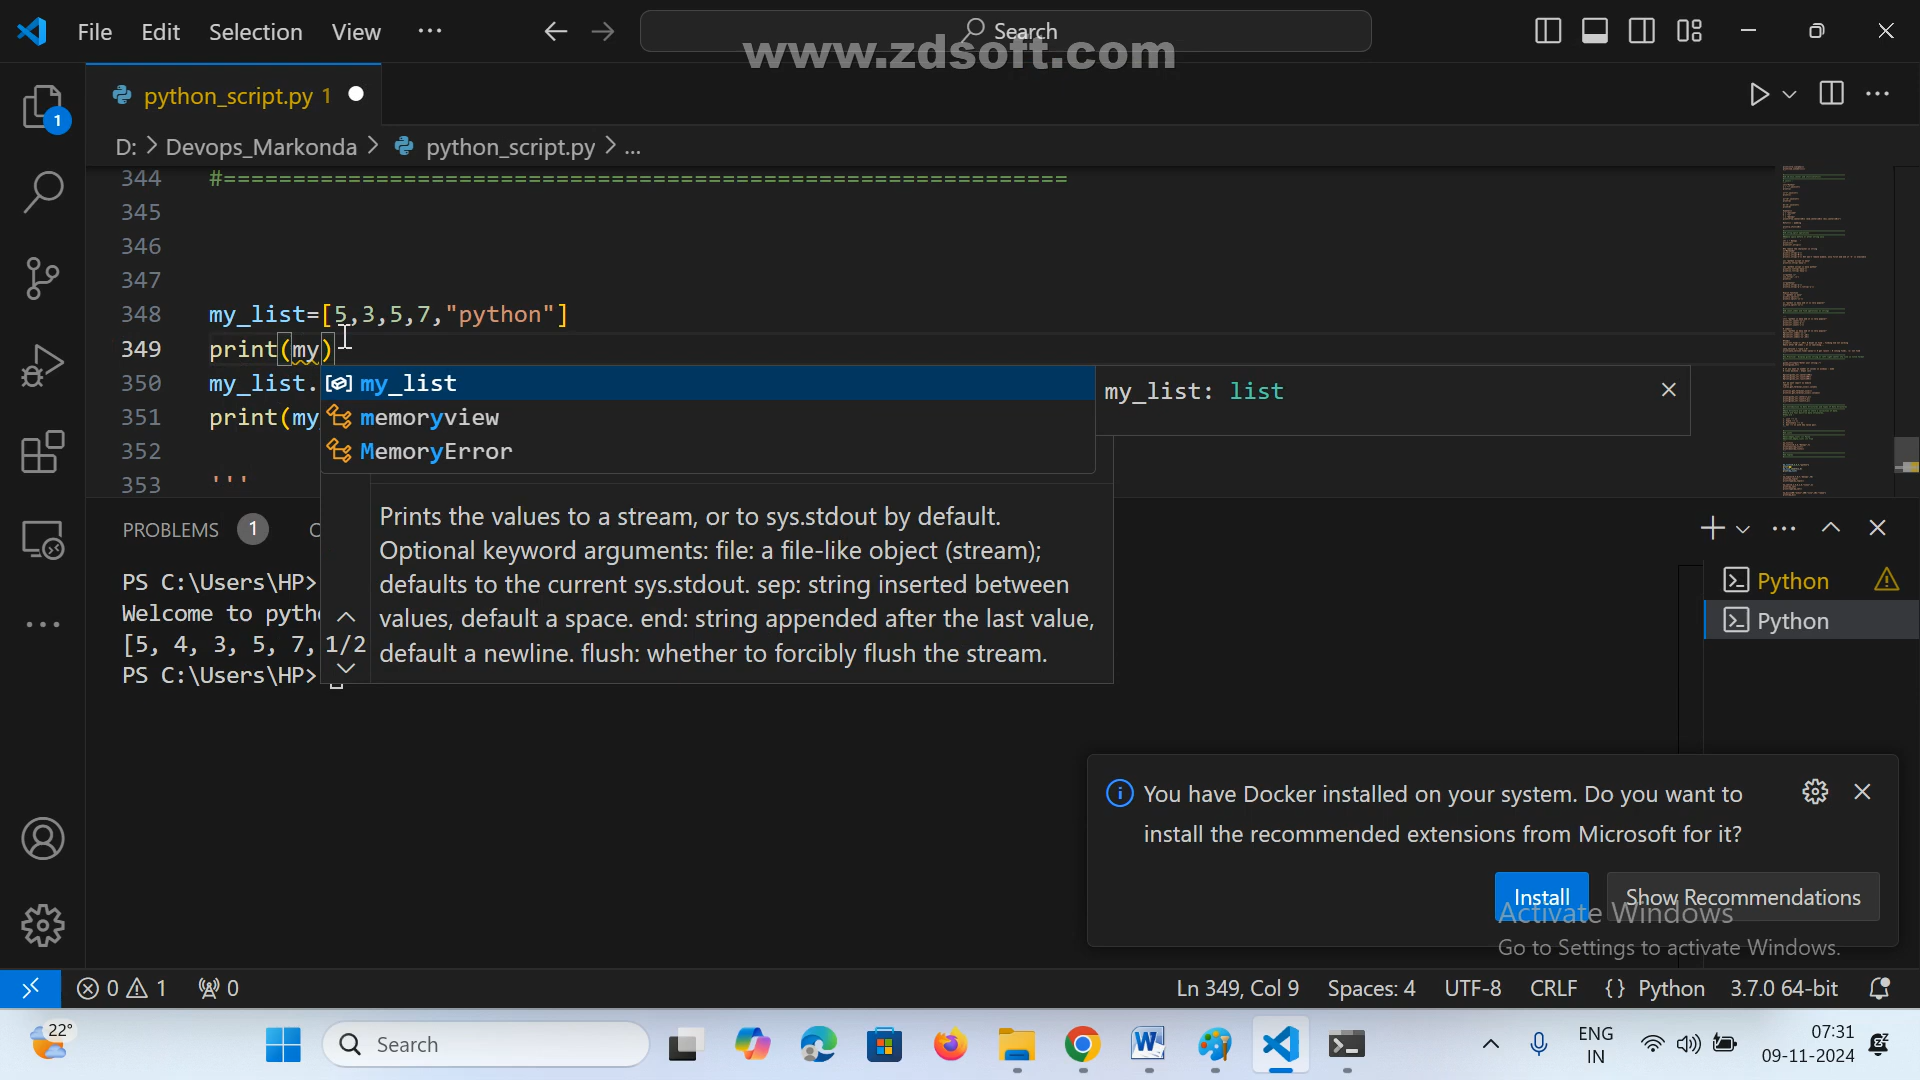 File Edit Selection View ...
Search
www.zdsoft.com
python_script.py 1
D: > Devops_Markonda > python_script.py > ...
344 #=============================================================
345
346
347
348 my_list=[5,3,5,7,"python"]
349 print(my)
350 my_list.
351 print(my
352
353 '''
my_list
memoryview
MemoryError
my_list: list
Prints the values to a stream, or to sys.stdout by default.
Optional keyword arguments: file: a file-like object (stream);
defaults to the current sys.stdout. sep: string inserted between
values, default a space. end: string appended after the last value,
default a newline. flush: whether to forcibly flush the stream.
1/2
PROBLEMS 1
PS C:\Users\HP>
Welcome to pyth
[5, 4, 3, 5, 7,
PS C:\Users\HP>
Python
Python
You have Docker installed on your system. Do you want to
install the recommended extensions from Microsoft for it?
Install Show Recommendations
Activate Windows
Go to Settings to activate Windows.
0 1 0
Ln 349, Col 9 Spaces: 4 UTF-8 CRLF {} Python 3.7.0 64-bit
22°
Search
ENG
IN
07:31
09-11-2024